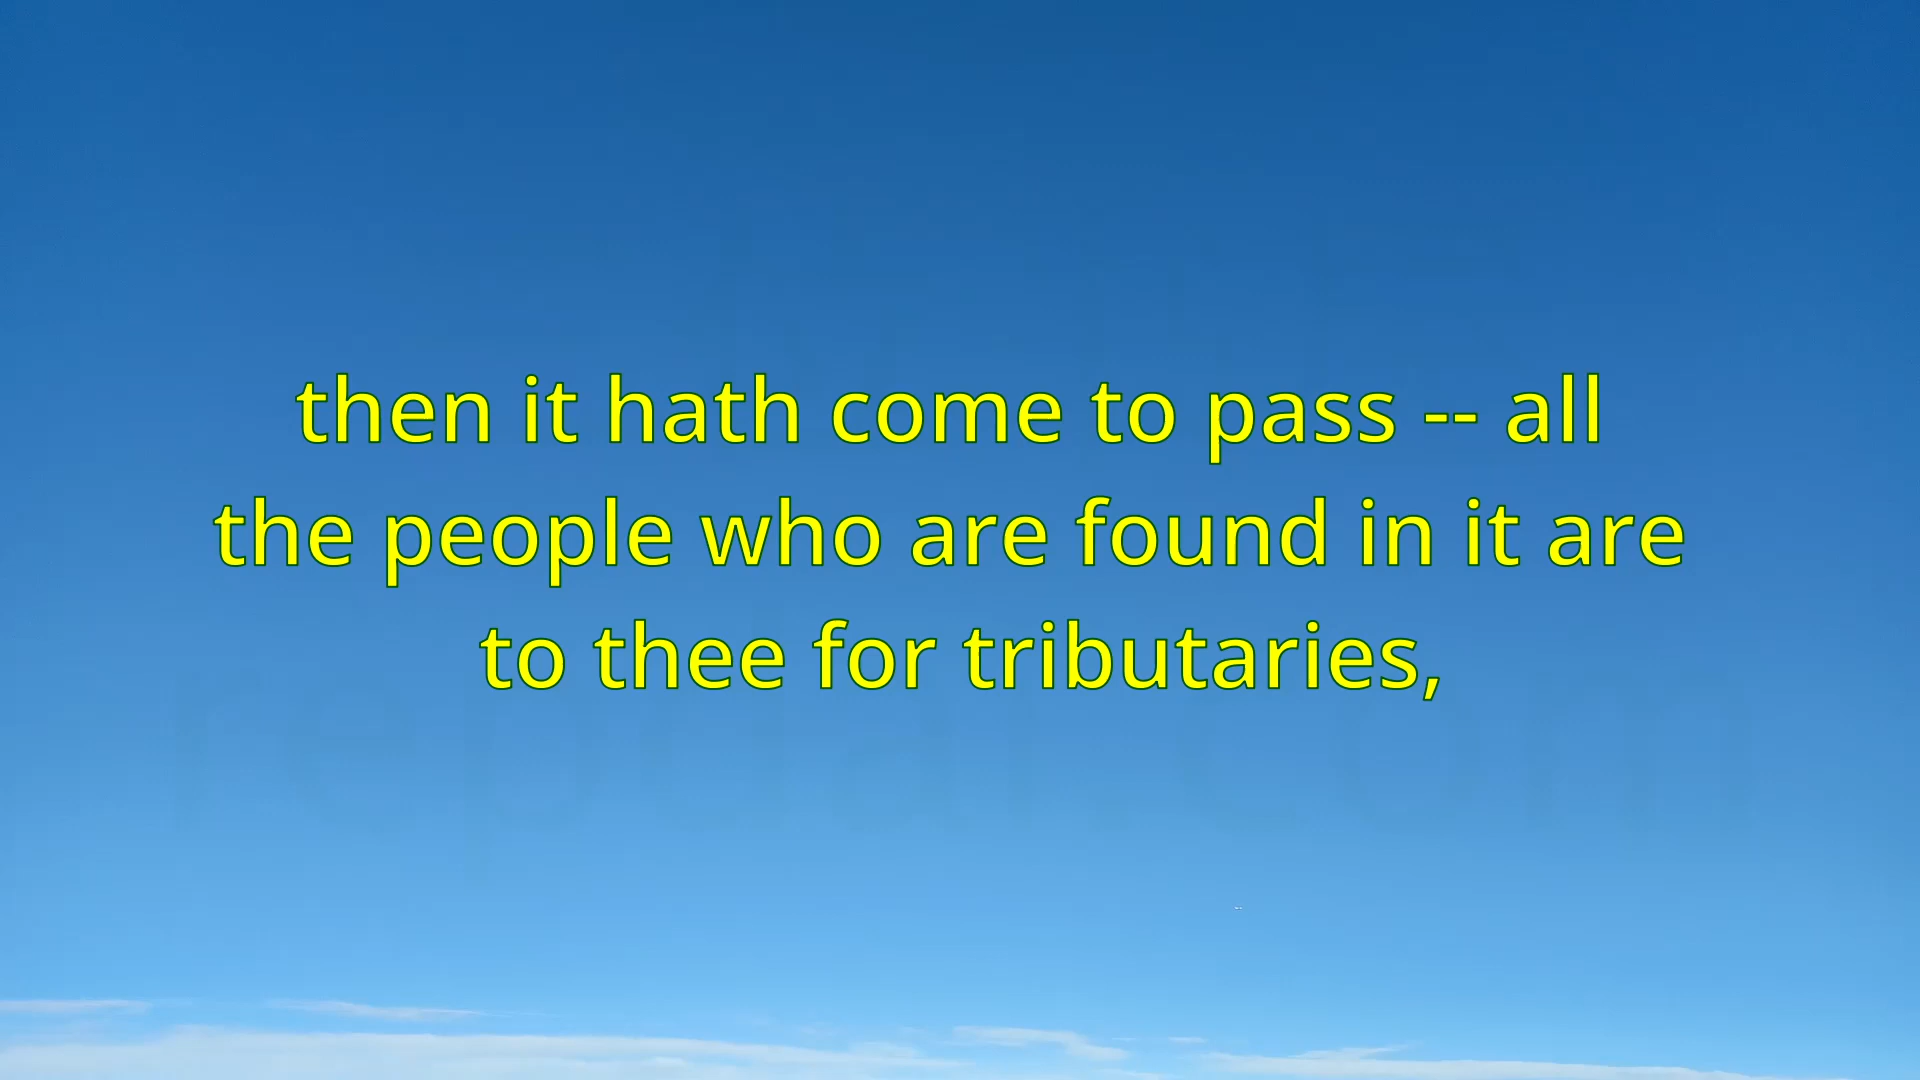 then it hath come to pass -- all
the people who are found in it are
to thee for tributaries,